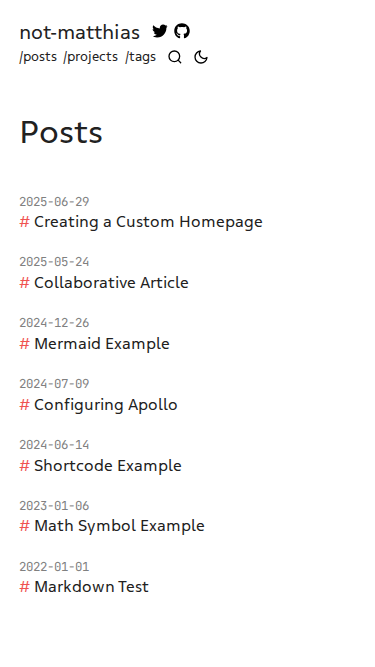 not-matthias
/posts /projects /tags
Posts
2025-06-29
# Creating a Custom Homepage
2025-05-24
# Collaborative Article
2024-12-26
# Mermaid Example
2024-07-09
# Configuring Apollo
2024-06-14
# Shortcode Example
2023-01-06
# Math Symbol Example
2022-01-01
# Markdown Test